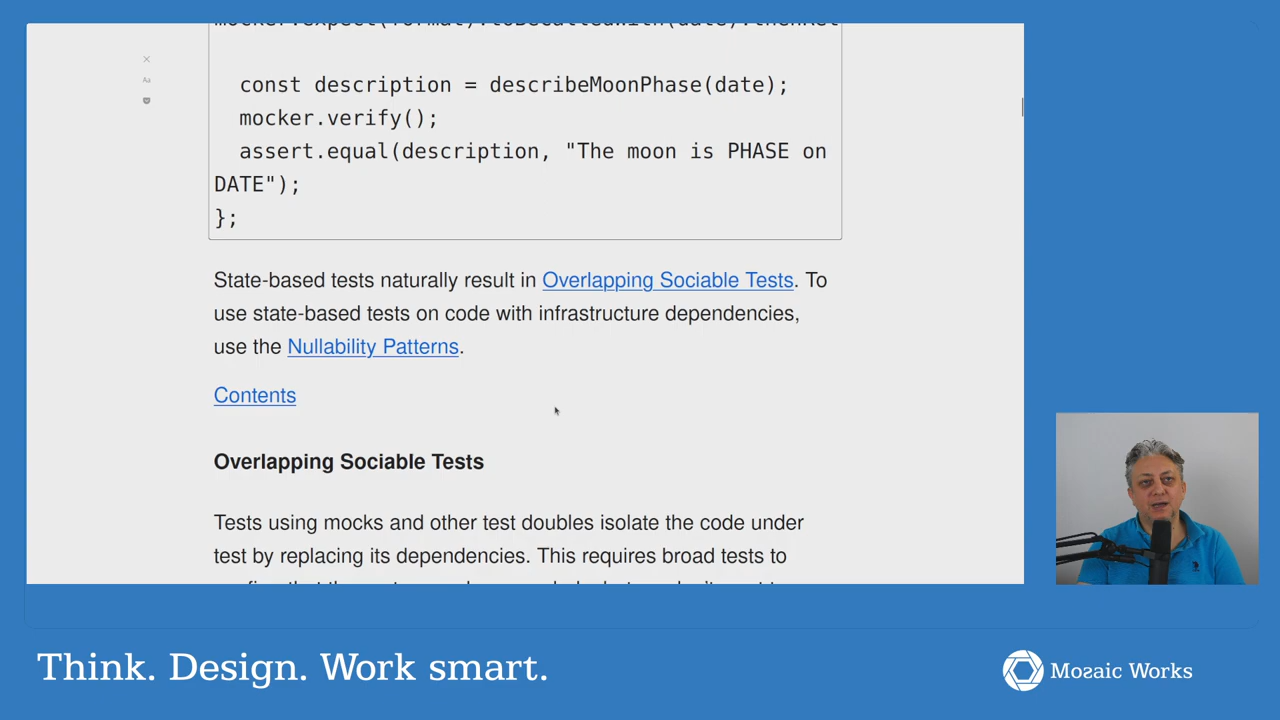 const description = describeMoonPhase(date);
mocker.verify();
assert.equal(description, "The moon is PHASE on
DATE");
};
State-based tests naturally result in Overlapping Sociable Tests. To
use state-based tests on code with infrastructure dependencies,
use the Nullability Patterns.
Contents
Overlapping Sociable Tests
Tests using mocks and other test doubles isolate the code under
test by replacing its dependencies. This requires broad tests to
Aa
Think. Design. Work smart.
Mozaic Works